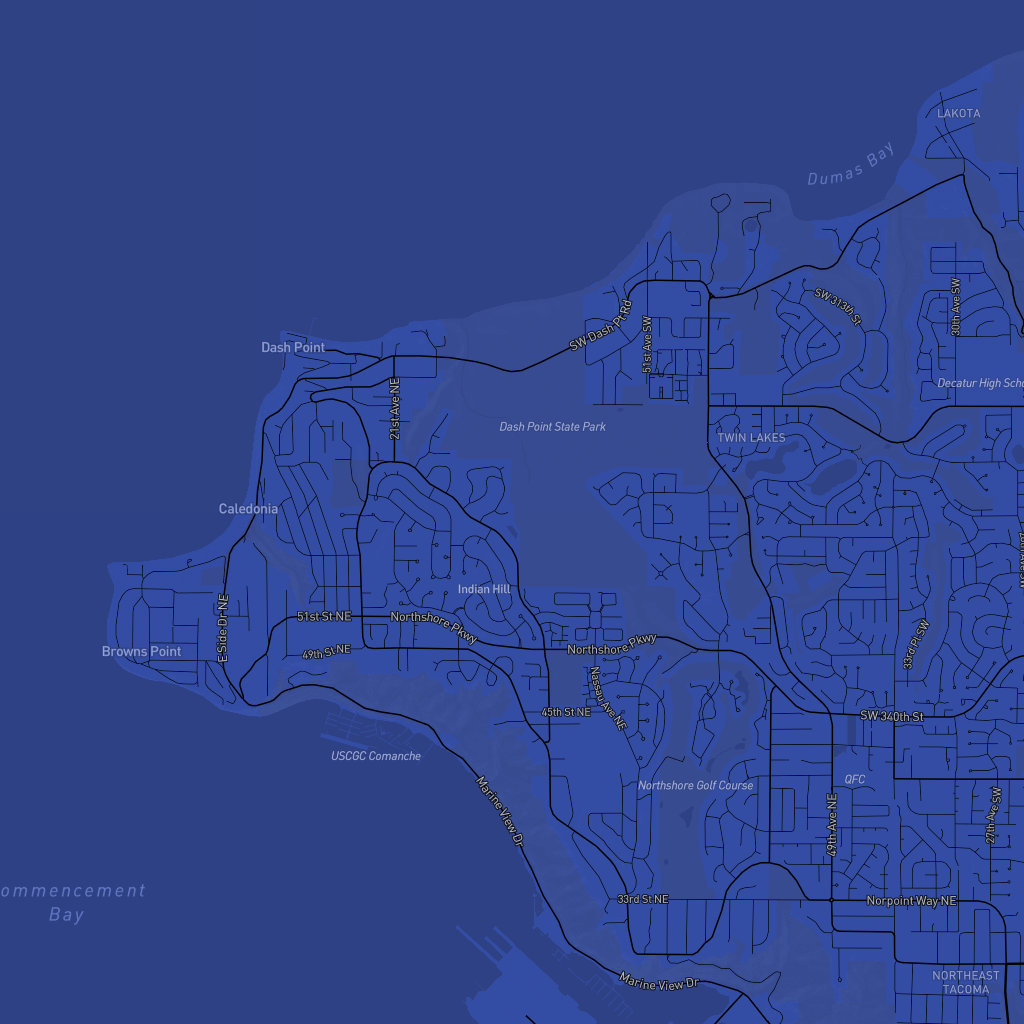 LAKOTA
Dumas Bay
SW 313th St
30th Ave SW
SW Dash Pt Rd
51st Ave SW
Dash Point
21st Ave NE
Decatur High Scho
Dash Point State Park
TWIN LAKES
Caledonia
Indian Hill
E Side Dr NE
51st St NE
Northshore Pkwy
49th St NE
Northshore Pkwy
33rd Pl SW
Browns Point
Nassau Ave NE
45th St NE
SW 340th St
USCGC Comanche
Northshore Golf Course
QFC
Marine View Dr
49th Ave NE
27th Ave SW
ommencement
Bay
33rd St NE
Norpoint Way NE
Marine View Dr
NORTHEAST
TACOMA